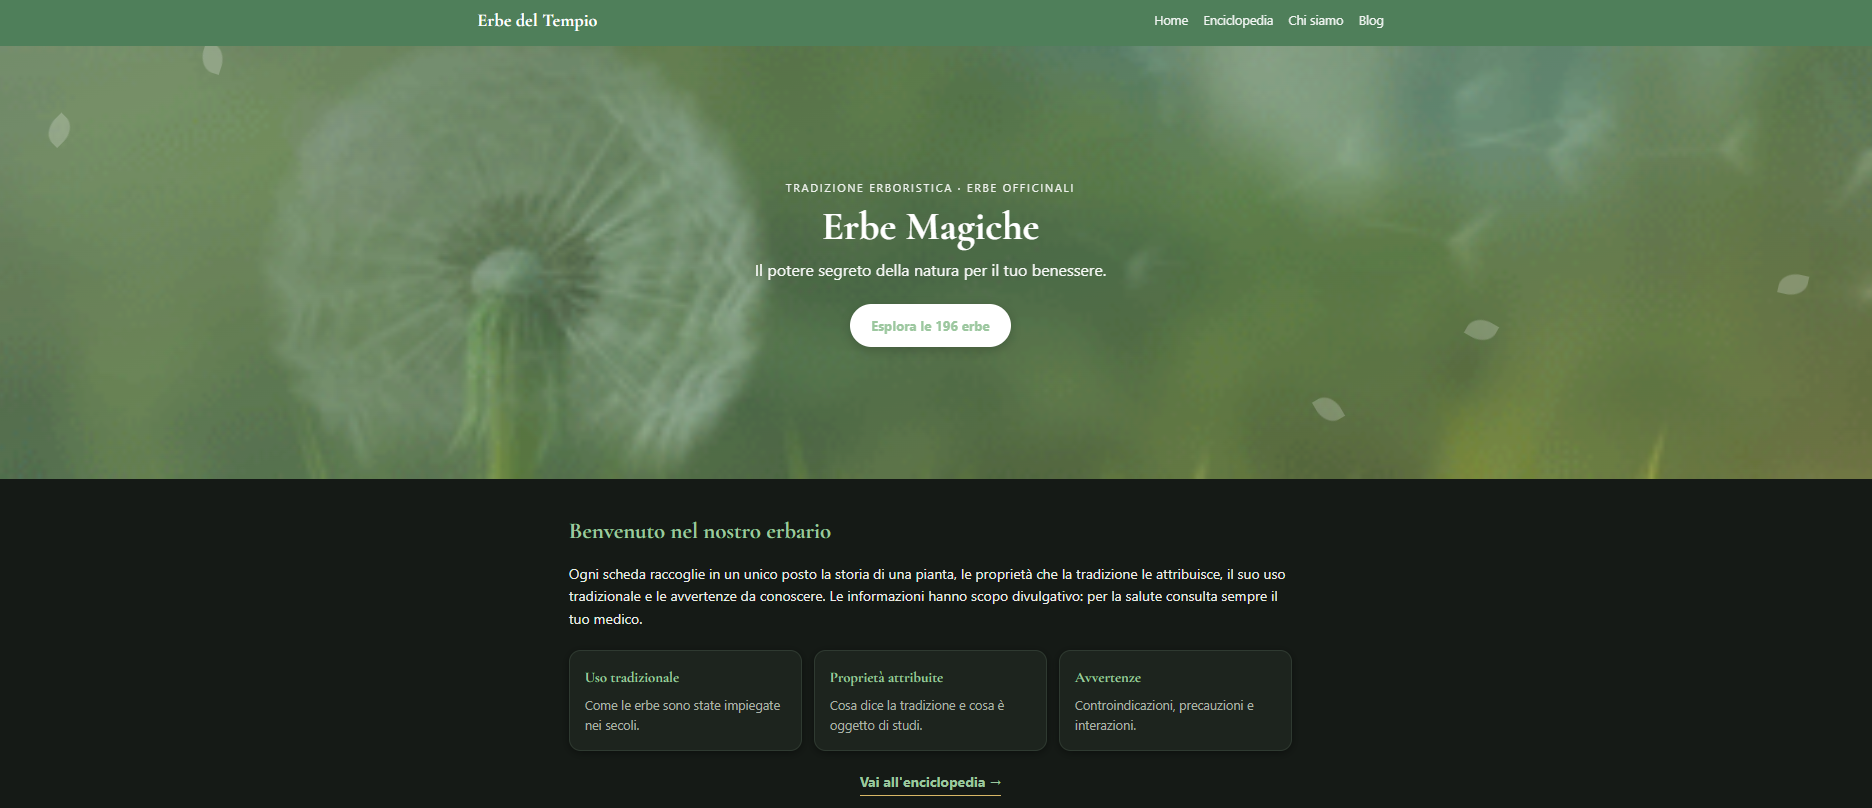 Erbe del Tempio
Home Enciclopedia Chi siamo Blog
TRADIZIONE ERBORISTICA · ERBE OFFICINALI
Erbe Magiche
Il potere segreto della natura per il tuo benessere.
Esplora le 196 erbe
Benvenuto nel nostro erbario
Ogni scheda raccoglie in un unico posto la storia di una pianta, le proprietà che la tradizione le attribuisce, il suo uso
tradizionale e le avvertenze da conoscere. Le informazioni hanno scopo divulgativo: per la salute consulta sempre il
tuo medico.
Uso tradizionale
Come le erbe sono state impiegate
nei secoli.
Proprietà attribuite
Cosa dice la tradizione e cosa è
oggetto di studi.
Avvertenze
Controindicazioni, precauzioni e
interazioni.
Vai all'enciclopedia →